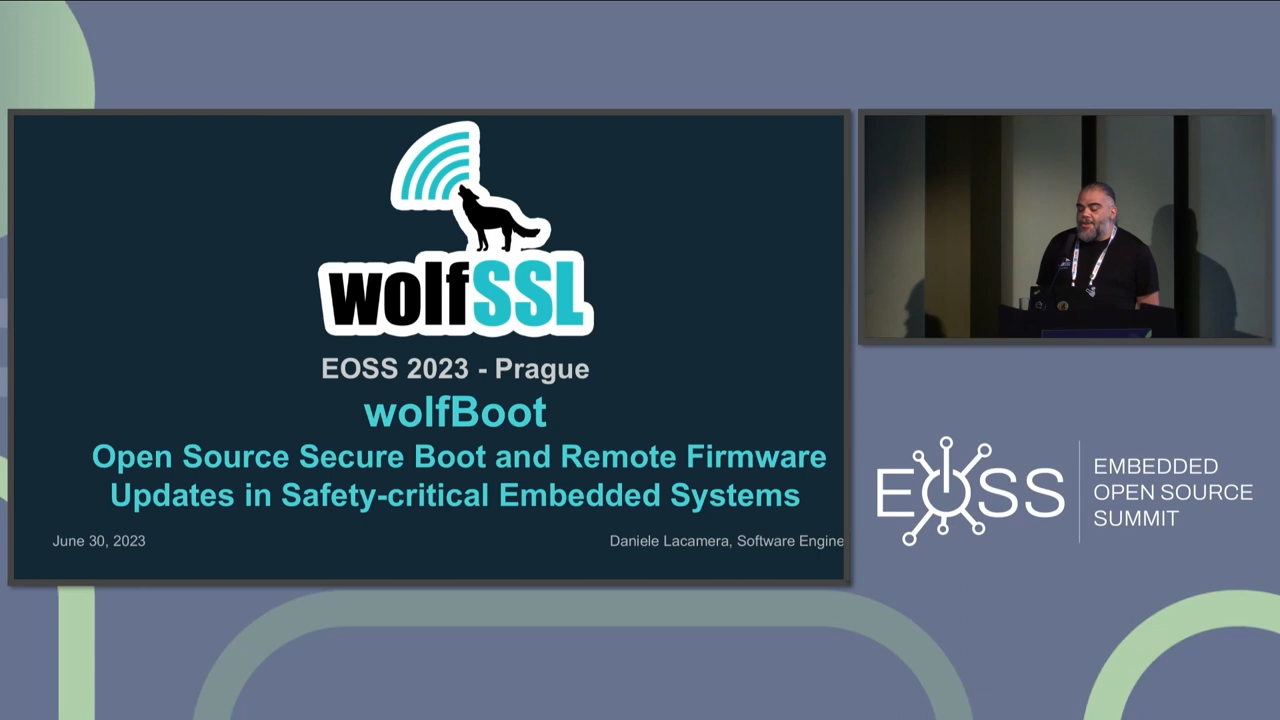 wolfSSL
EOSS 2023 - Prague
wolfBoot
Open Source Secure Boot and Remote Firmware
Updates in Safety-critical Embedded Systems
June 30, 2023
Daniele Lacamera, Software Engine
EOSS
EMBEDDED
OPEN SOURCE
SUMMIT